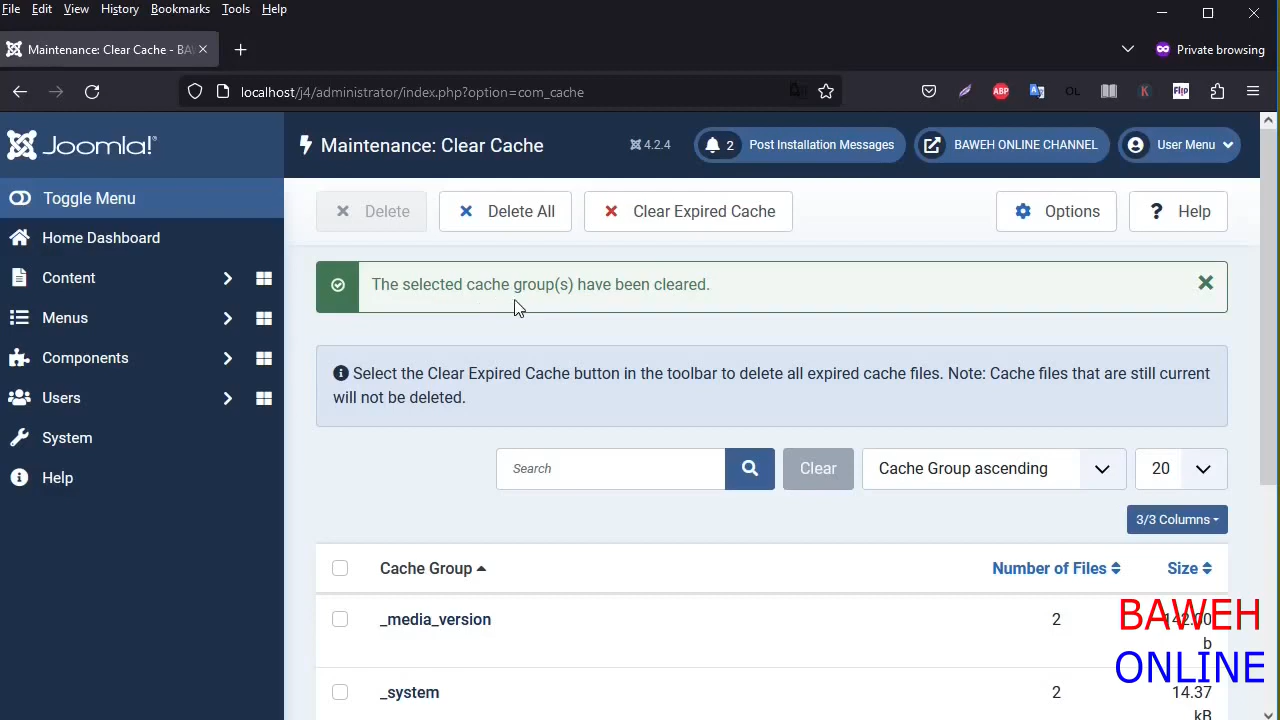 File Edit View History Bookmarks Tools Help
Maintenance: Clear Cache - BA
Private browsing
localhost/j4/administrator/index.php?option=com_cache
ABP OL K Flip
Joomla!®
Maintenance: Clear Cache
4.2.4
2 Post Installation Messages
BAWEH ONLINE CHANNEL
User Menu
Toggle Menu
Delete
Delete All
Clear Expired Cache
Options
? Help
Home Dashboard
Content
Menus
Components
Users
System
Help
The selected cache group(s) have been cleared.
Select the Clear Expired Cache button in the toolbar to delete all expired cache files. Note: Cache files that are still current
will not be deleted.
Search
Clear
Cache Group ascending
20
3/3 Columns
Cache Group
Number of Files
Size
_media_version
2
142.00
b
_system
2
14.37
kB
BAWEH
ONLINE